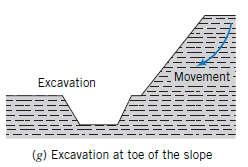 Excavation
Movement
(g) Excavation at toe of the slope